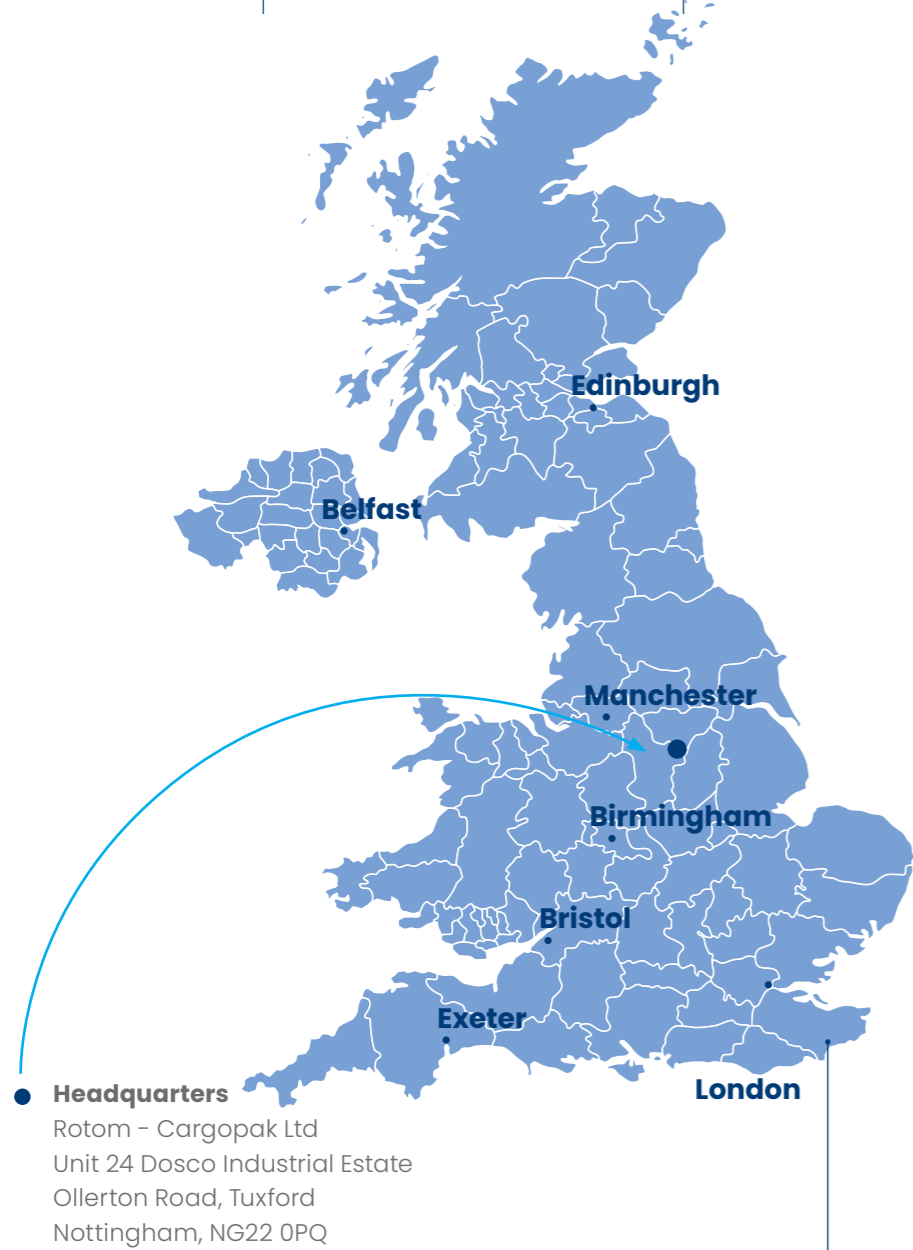 Edinburgh
Belfast
Manchester
Birmingham
Bristol
Exeter
London
Headquarters
Rotom - Cargopak Ltd
Unit 24 Dosco Industrial Estate
Ollerton Road, Tuxford
Nottingham, NG22 0PQ